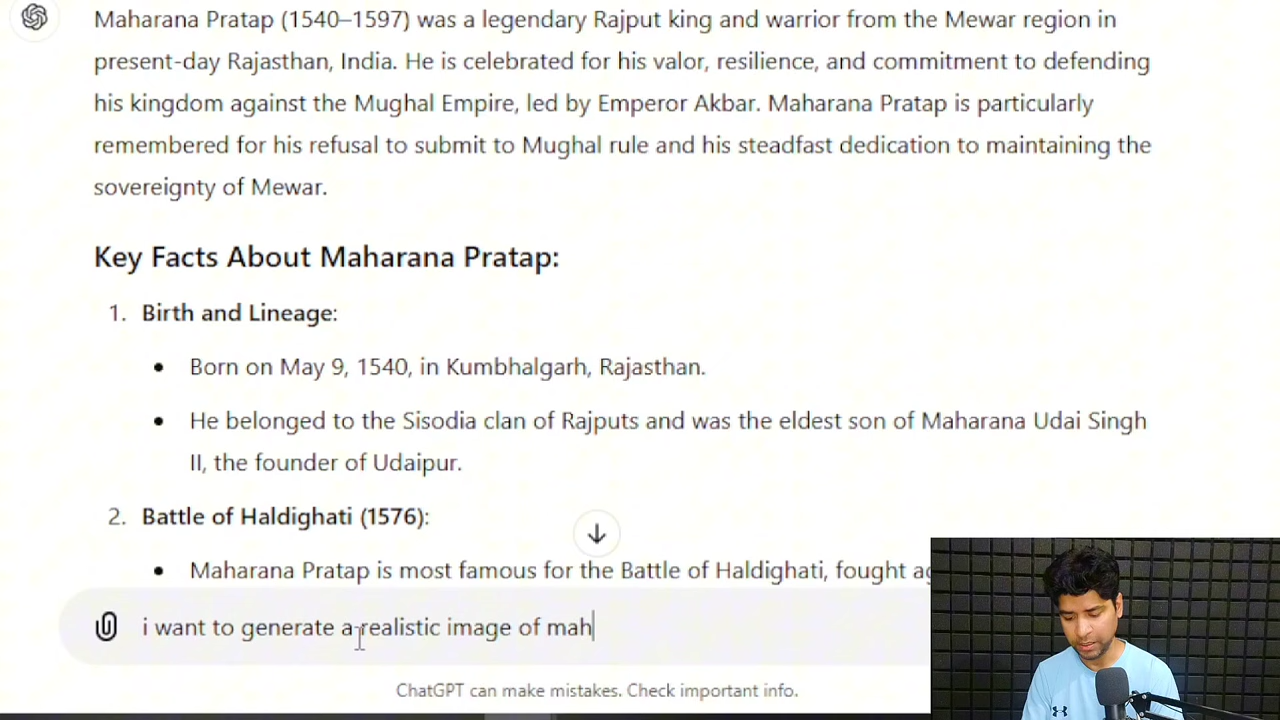 Maharana Pratap (1540–1597) was a legendary Rajput king and warrior from the Mewar region in
present-day Rajasthan, India. He is celebrated for his valor, resilience, and commitment to defending
his kingdom against the Mughal Empire, led by Emperor Akbar. Maharana Pratap is particularly
remembered for his refusal to submit to Mughal rule and his steadfast dedication to maintaining the
sovereignty of Mewar.
Key Facts About Maharana Pratap:
1. Birth and Lineage:
• Born on May 9, 1540, in Kumbhalgarh, Rajasthan.
• He belonged to the Sisodia clan of Rajputs and was the eldest son of Maharana Udai Singh
II, the founder of Udaipur.
2. Battle of Haldighati (1576):
• Maharana Pratap is most famous for the Battle of Haldighati, fought
i want to generate a realistic image of mah
ChatGPT can make mistakes. Check important info.